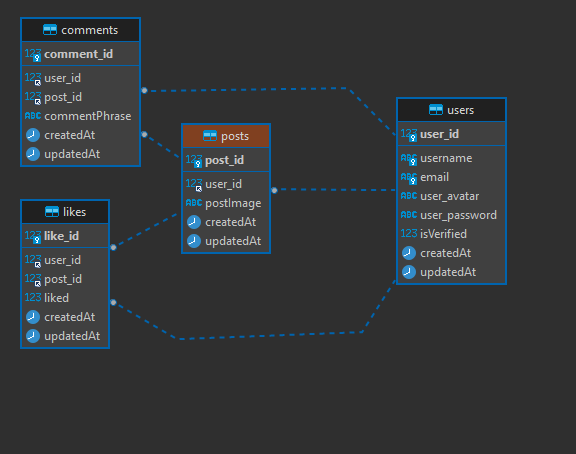 comments
123 comment_id
123 user_id
123 post_id
ABC commentPhrase
createdAt
updatedAt
posts
123 post_id
123 user_id
ABC postImage
createdAt
updatedAt
users
123 user_id
ABC username
ABC email
ABC user_avatar
ABC user_password
123 isVerified
createdAt
updatedAt
likes
123 like_id
123 user_id
123 post_id
123 liked
createdAt
updatedAt